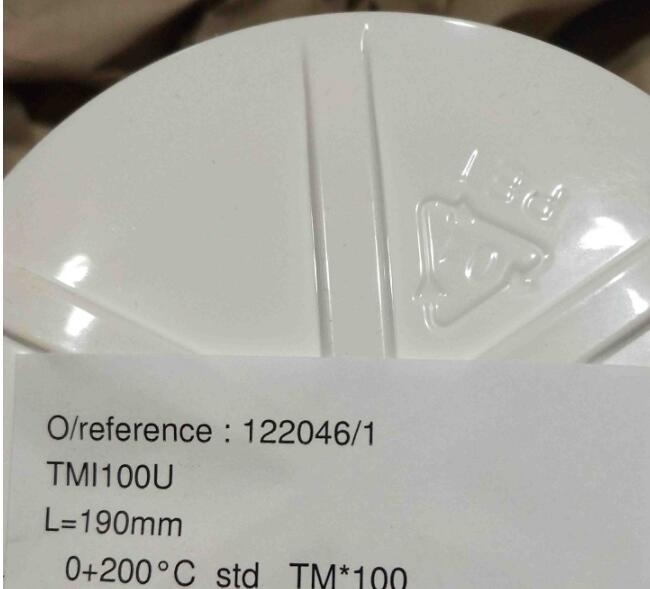 O/reference : 122046/1
TMI100U
L=190mm
0+200°C std TM*100